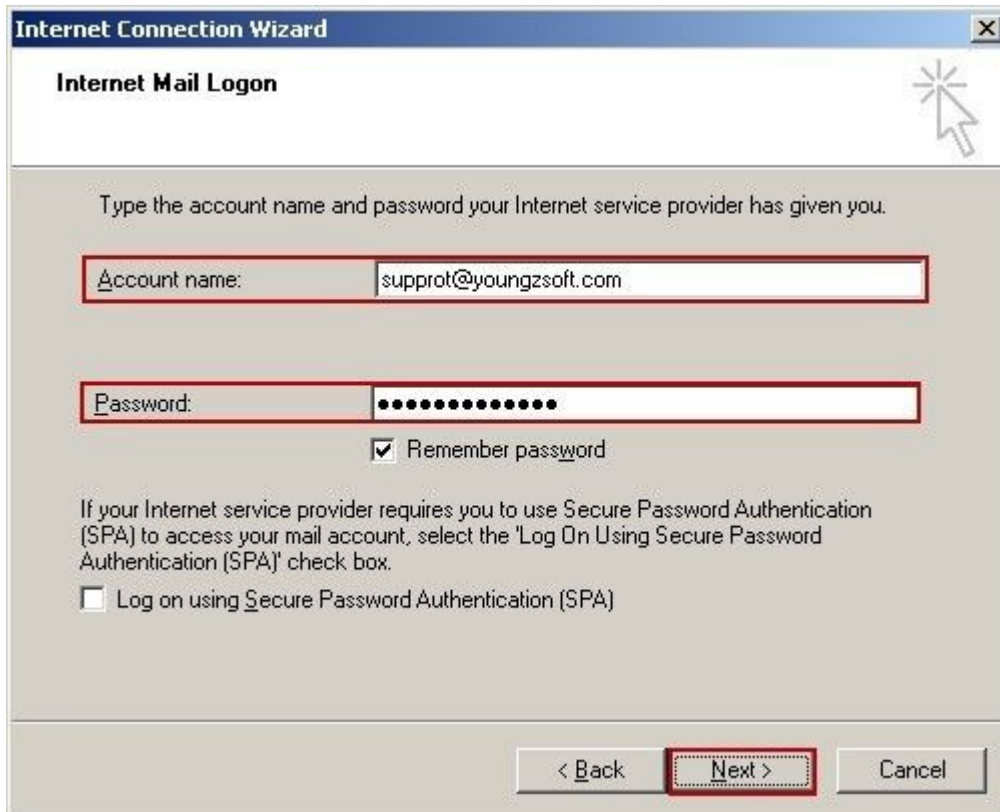 Internet Connection Wizard
Internet Mail Logon
Type the account name and password your Internet service provider has given you.
Account name: supprot@youngzsoft.com
Password: •••••••••••••
Remember password
If your Internet service provider requires you to use Secure Password Authentication
(SPA) to access your mail account, select the 'Log On Using Secure Password
Authentication (SPA)' check box.
Log on using Secure Password Authentication (SPA)
< Back Next > Cancel